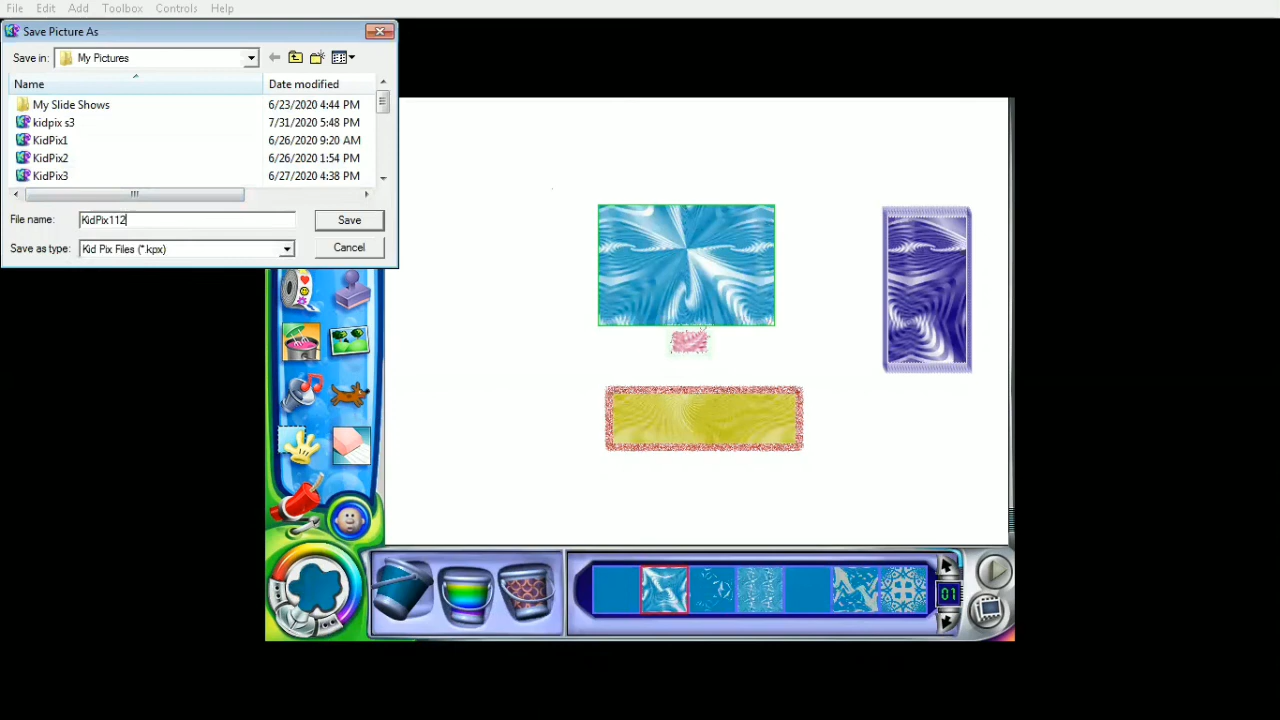 File Edit Add Toolbox Controls Help
Save Picture As
Save in: My Pictures
Name Date modified
My Slide Shows 6/23/2020 4:44 PM
kidpix s3 7/31/2020 5:48 PM
KidPix1 6/26/2020 9:20 AM
KidPix2 6/26/2020 1:54 PM
KidPix3 6/27/2020 4:38 PM
File name: KidPix112 Save
Save as type: Kid Pix Files (*.kpx) Cancel
01